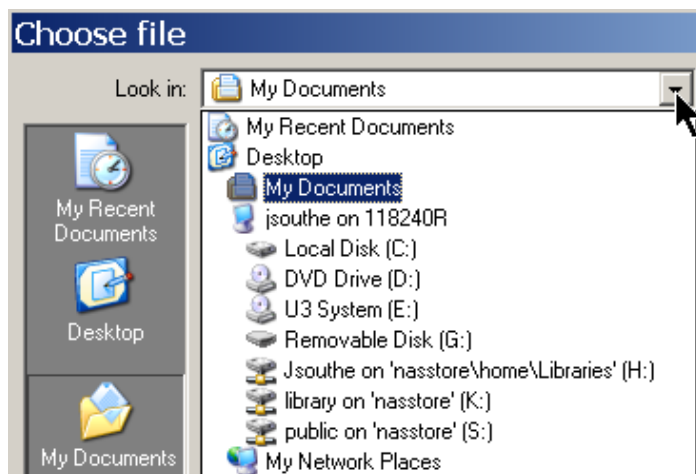 Choose file
Look in: My Documents
My Recent Documents
Desktop
My Documents
jsouthe on 118240R
Local Disk (C:)
DVD Drive (D:)
U3 System (E:)
Removable Disk (G:)
Jsouthe on 'nasstore\home\Libraries' (H:)
library on 'nasstore' (K:)
public on 'nasstore' (S:)
My Network Places
My Recent
Documents
Desktop
My Documents